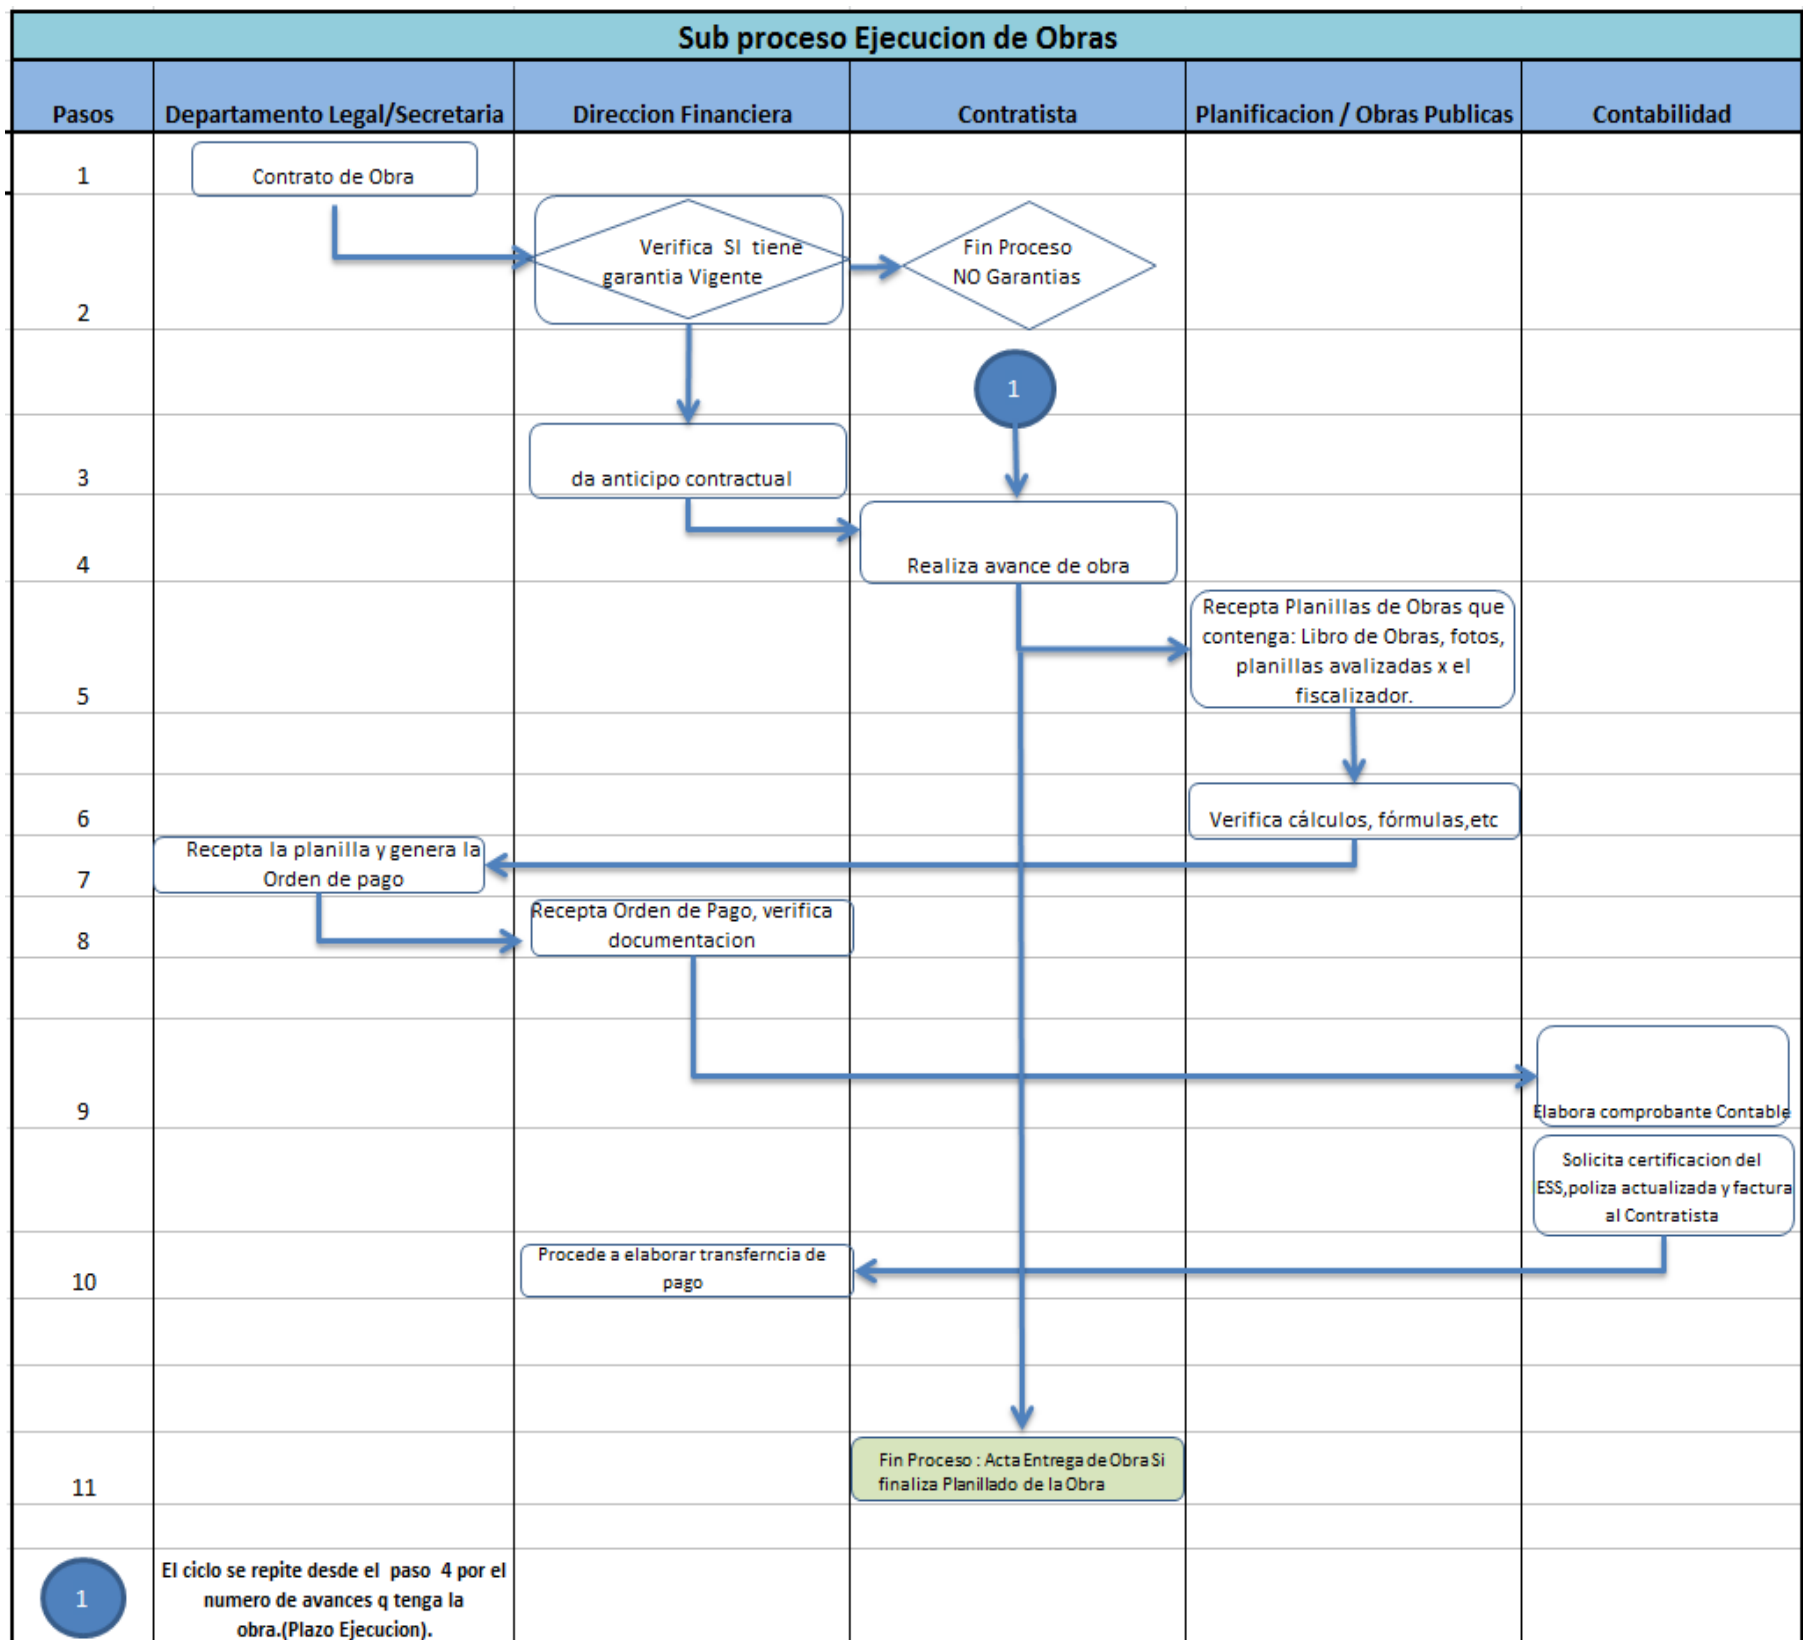 Sub proceso Ejecucion de Obras
Pasos
Departamento Legal/Secretaria
Direccion Financiera
Contratista
Planificacion / Obras Publicas
Contabilidad
1
Contrato de Obra
Verifica SI tiene
garantia Vigente
Fin Proceso
NO Garantias
2
1
3
da anticipo contractual
4
Realiza avance de obra
Recepta Planillas de Obras que
contenga: Libro de Obras, fotos,
planillas avalizadas x el
fiscalizador.
5
6
Verifica cálculos, fórmulas,etc
Recepta la planilla y genera la
Orden de pago
7
Recepta Orden de Pago, verifica
documentacion
8
9
Elabora comprobante Contable
Solicita certificacion del
ESS,poliza actualizada y factura
al Contratista
Procede a elaborar transferncia de
pago
10
Fin Proceso : Acta Entrega de Obra Si
finaliza Planillado de la Obra
11
1
El ciclo se repite desde el paso 4 por el
numero de avances q tenga la
obra.(Plazo Ejecucion).